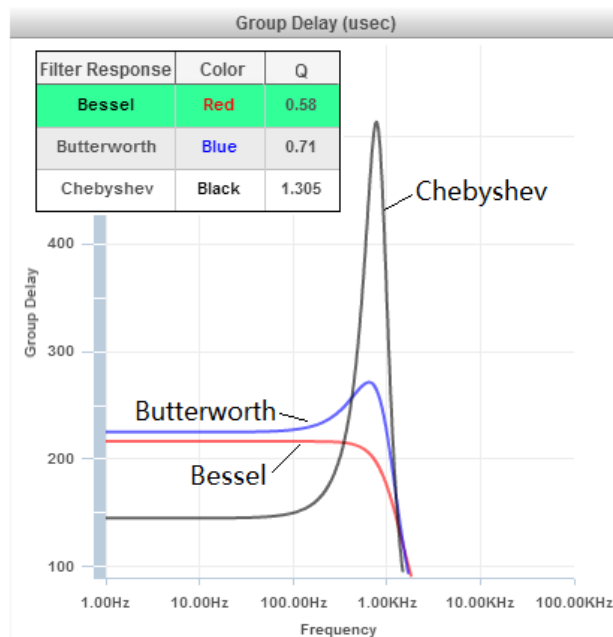 Group Delay (usec)
Filter Response Color Q
Bessel Red 0.58
Butterworth Blue 0.71
Chebyshev Black 1.305
Chebyshev
400
300
Butterworth
200
Bessel
100
Group Delay
1.00Hz 10.00Hz 100.00Hz 1.00KHz 10.00KHz 100.00KHz
Frequency